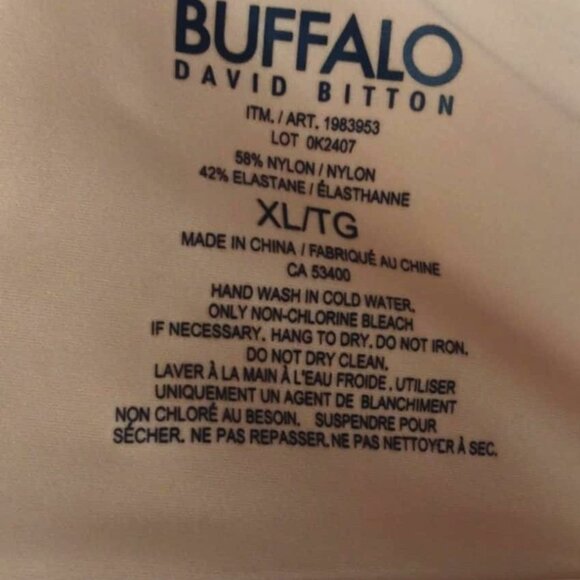 BUFFALO
DAVID BITTON
ITM. / ART. 1983953
LOT 0K2407
58% NYLON / NYLON
42% ELASTANE / ÉLASTHANNE
XL/TG
MADE IN CHINA / FABRIQUÉ AU CHINE
CA 53400
HAND WASH IN COLD WATER.
ONLY NON-CHLORINE BLEACH
IF NECESSARY. HANG TO DRY. DO NOT IRON.
DO NOT DRY CLEAN.
LAVER À LA MAIN À L'EAU FROIDE. UTILISER
UNIQUEMENT UN AGENT DE BLANCHIMENT
NON CHLORÉ AU BESOIN. SUSPENDRE POUR
SÉCHER. NE PAS REPASSER. NE PAS NETTOYER À SEC.